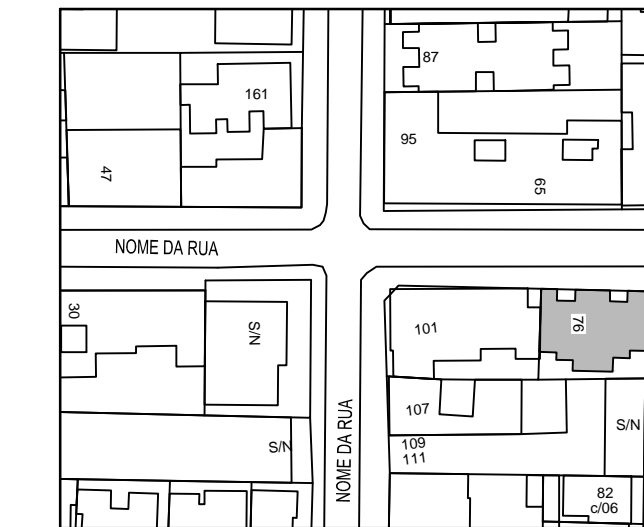 87
161
95
47
65
NOME DA RUA
30
S/N
101
76
107
NOME DA RUA
S/N
S/N
109
111
82
c/06